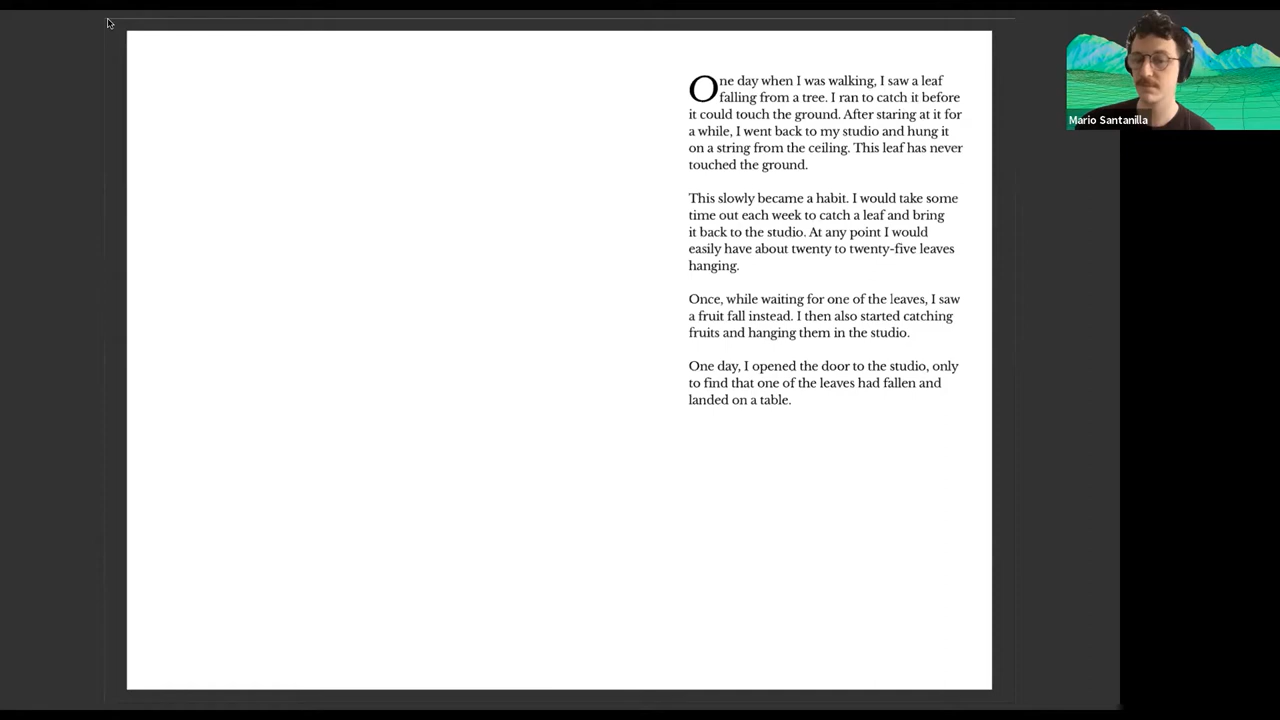 One day when I was walking, I saw a leaf
falling from a tree. I ran to catch it before
it could touch the ground. After staring at it for
a while, I went back to my studio and hung it
on a string from the ceiling. This leaf has never
touched the ground.
This slowly became a habit. I would take some
time out each week to catch a leaf and bring
it back to the studio. At any point I would
easily have about twenty to twenty-five leaves
hanging.
Once, while waiting for one of the leaves, I saw
a fruit fall instead. I then also started catching
fruits and hanging them in the studio.
One day, I opened the door to the studio, only
to find that one of the leaves had fallen and
landed on a table.
Mario Santanilla